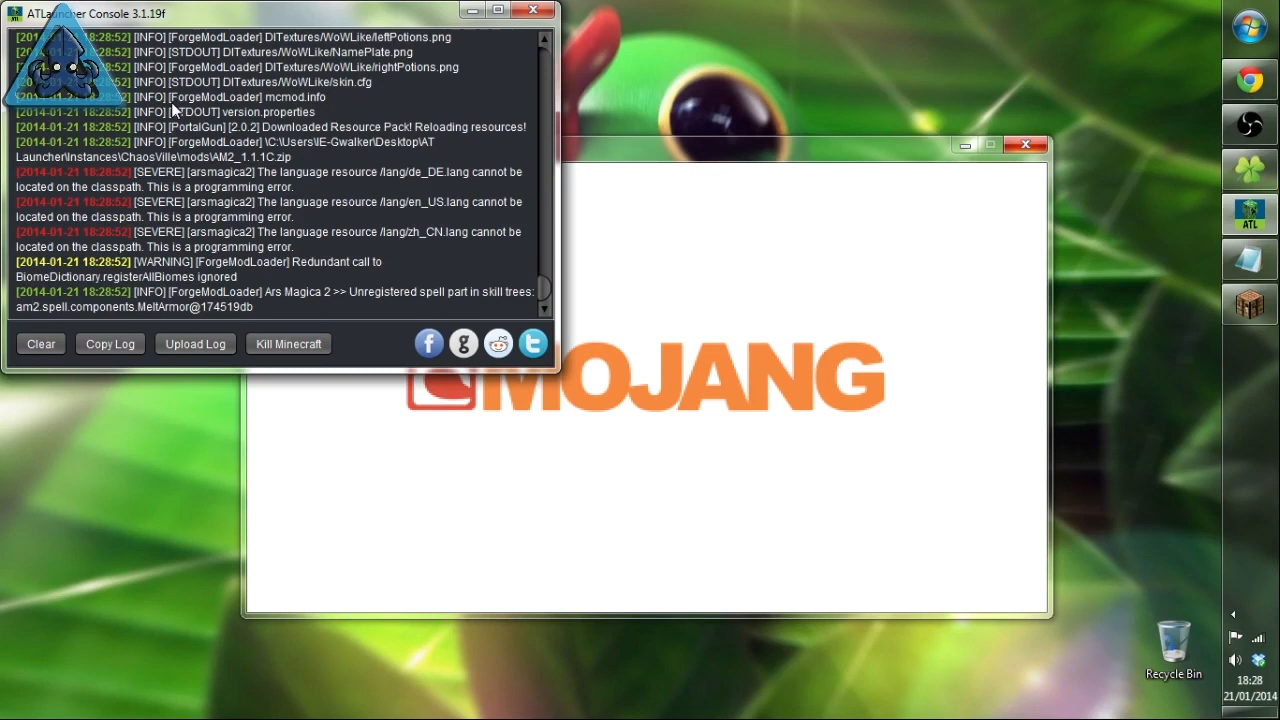 ATLauncher Console 3.1.19f
[2014-01-21 18:28:52] [INFO] [ForgeModLoader] DITextures/WoWLike/leftPotions.png
[2014-01-21 18:28:52] [INFO] [STDOUT] DITextures/WoWLike/NamePlate.png
18:28:52] [INFO] [ForgeModLoader] DITextures/WoWLike/rightPotions.png
18:28:52] [INFO] [STDOUT] DITextures/WoWLike/skin.cfg
[INFO] [ForgeModLoader] mcmod.info
[2014-01-21 18:28:52] [INFO] [STDOUT] version.properties
[2014-01-21 18:28:52] [INFO] [PortalGun] [2.0.2] Downloaded Resource Pack! Reloading resources!
[2014-01-21 18:28:52] [INFO] [ForgeModLoader] \C:\Users\IE-Gwalker\Desktop\AT
Launcher\Instances\ChaosVille\mods\AM2_1.1.1C.zip
[2014-01-21 18:28:52] [SEVERE] [arsmagica2] The language resource /lang/de_DE.lang cannot be
located on the classpath. This is a programming error.
[2014-01-21 18:28:52] [SEVERE] [arsmagica2] The language resource /lang/en_US.lang cannot be
located on the classpath. This is a programming error.
[2014-01-21 18:28:52] [SEVERE] [arsmagica2] The language resource /lang/zh_CN.lang cannot be
located on the classpath. This is a programming error.
[2014-01-21 18:28:52] [WARNING] [ForgeModLoader] Redundant call to
BiomeDictionary.registerAllBiomes ignored
[2014-01-21 18:28:52] [INFO] [ForgeModLoader] Ars Magica 2 >> Unregistered spell part in skill trees:
am2.spell.components.MeltArmor@174519db
Clear
Copy Log
Upload Log
Kill Minecraft
MOJANG
ATL
Recycle Bin
18:28
21/01/2014